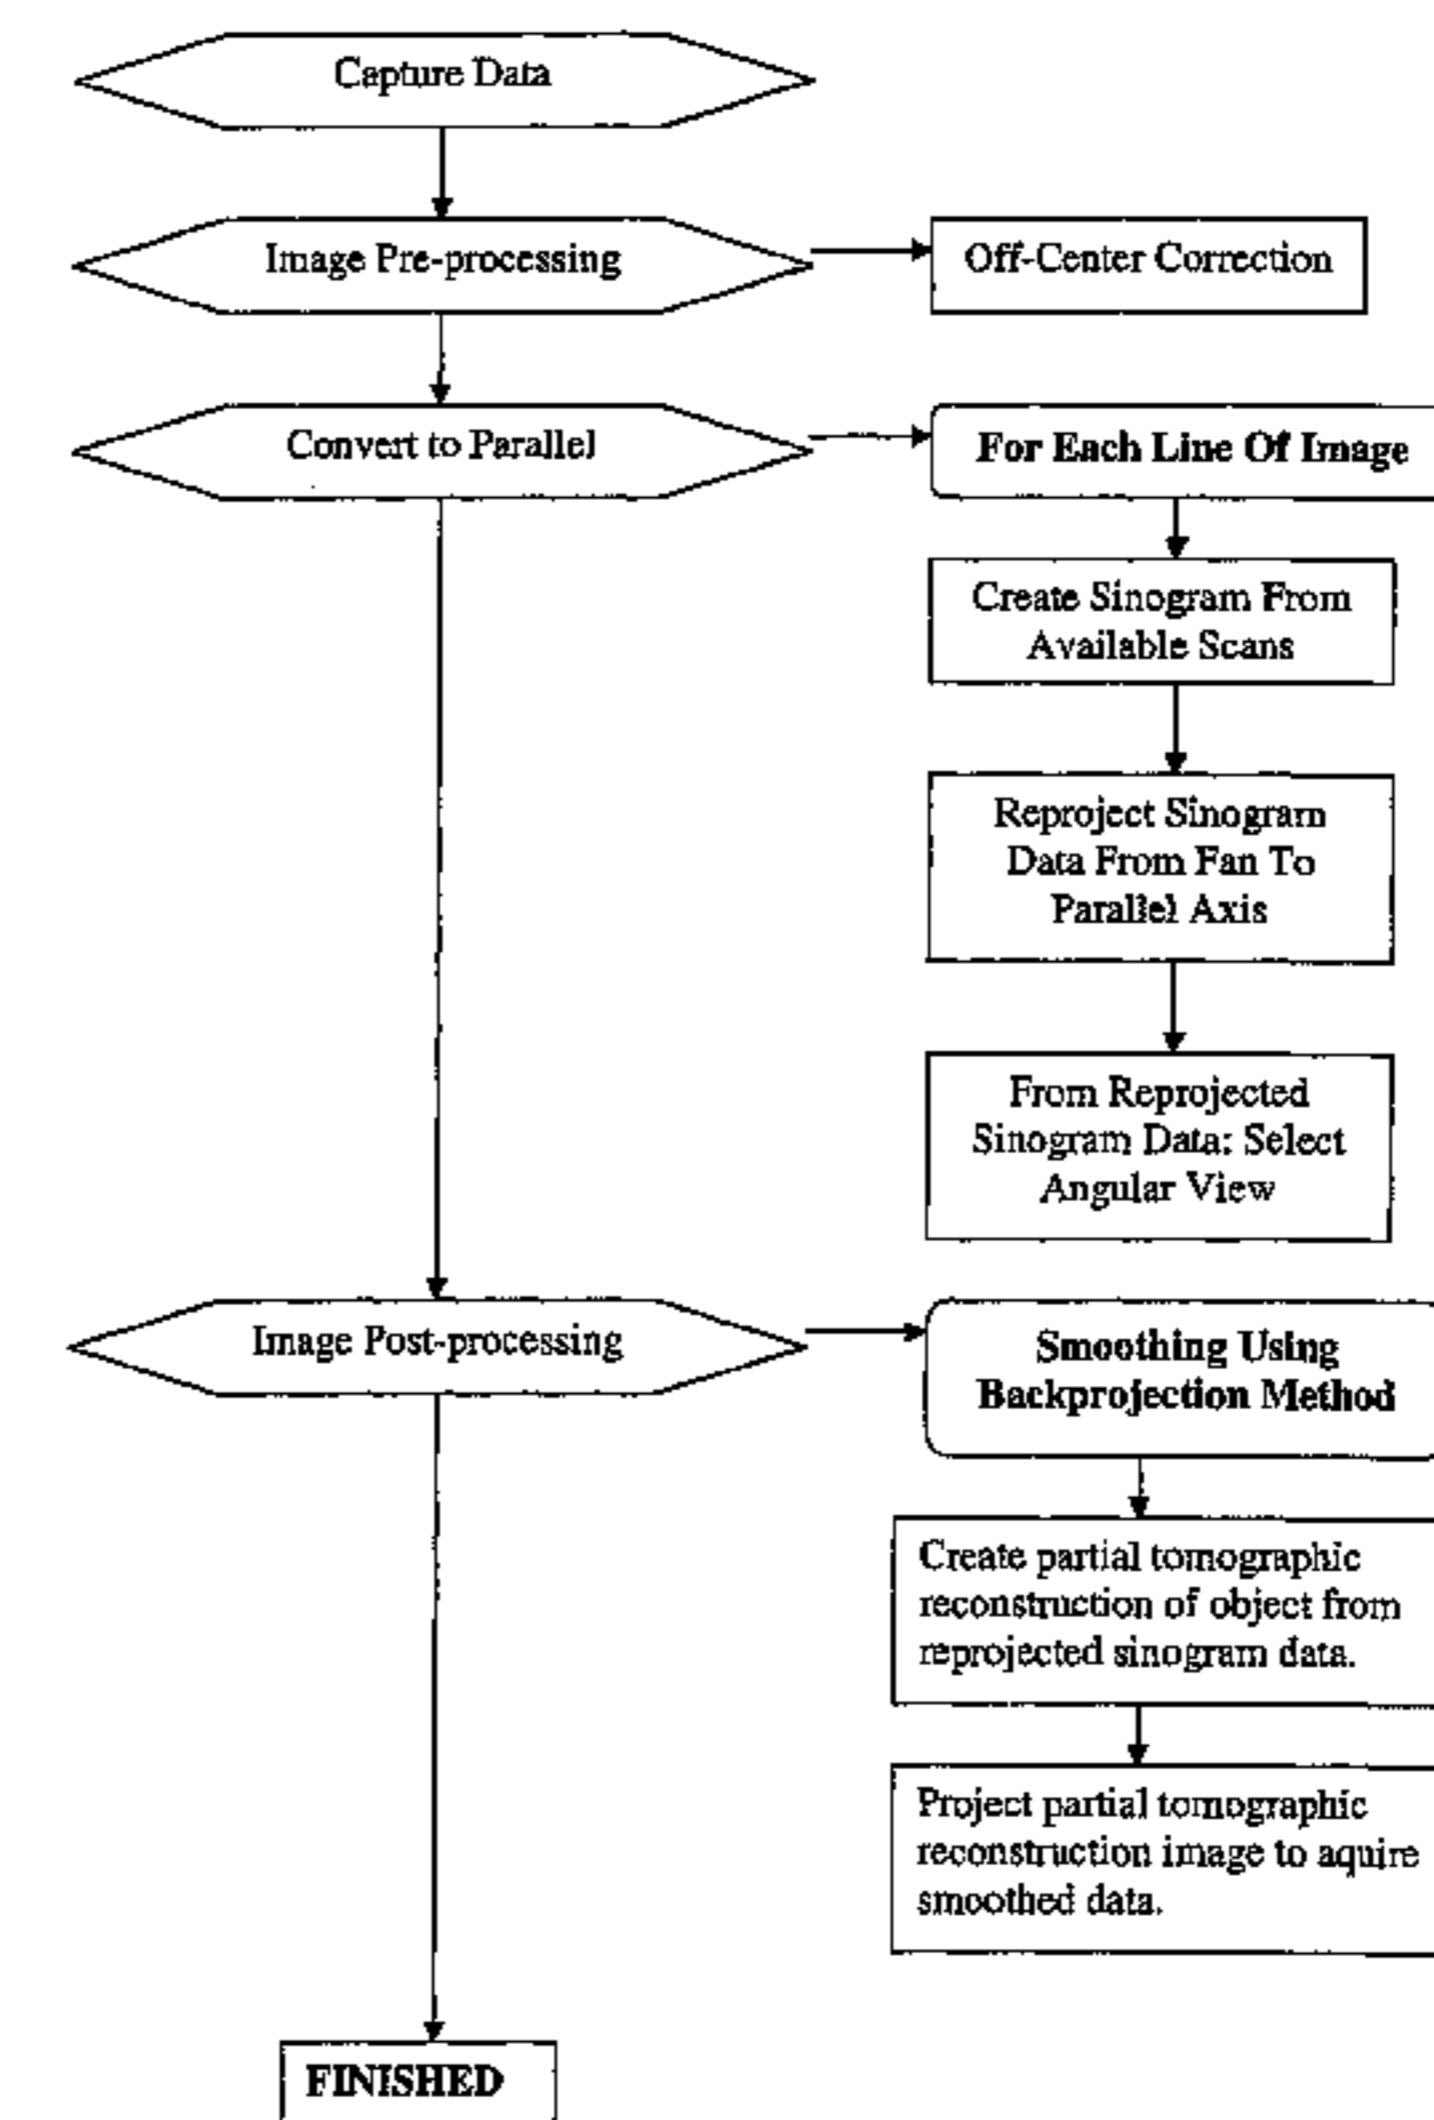 Capture Data
Image Pre-processing
Off-Center Correction
Convert to Parallel
For Each Line Of Image
Create Sinogram From
Available Scans
Reproject Sinogram
Data From Fan To
Parallel Axis
From Reprojected
Sinogram Data: Select
Angular View
Image Post-processing
Smoothing Using
Backprojection Method
Create partial tomographic
reconstruction of object from
reprojected sinogram data.
Project partial tomographic
reconstruction image to aquire
smoothed data.
FINISHED